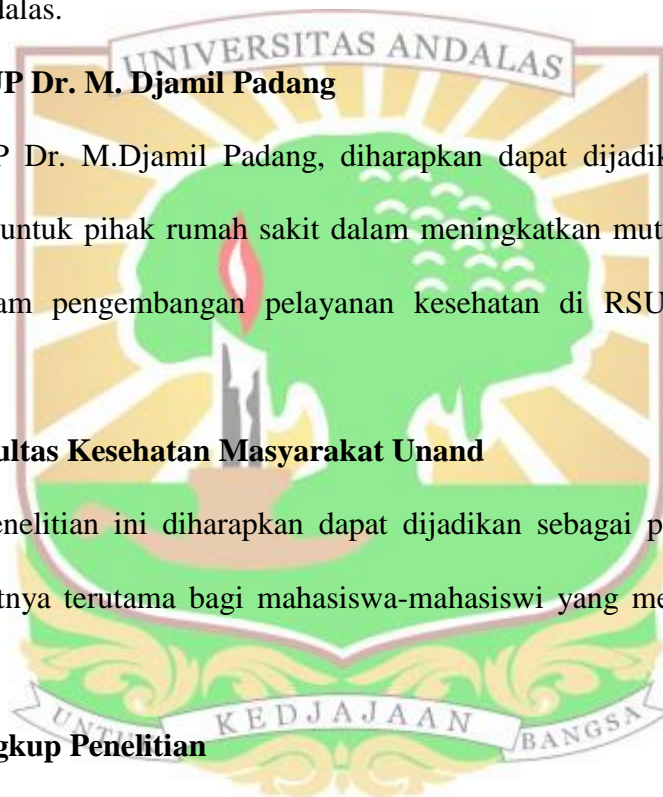 dalas.
UNIVERSITAS ANDALAS
UP Dr. M. Djamil Padang
P Dr. M.Djamil Padang, diharapkan dapat dijadik
untuk pihak rumah sakit dalam meningkatkan mut
am pengembangan pelayanan kesehatan di RSU
ultas Kesehatan Masyarakat Unand
enelitian ini diharapkan dapat dijadikan sebagai p
tnya terutama bagi mahasiswa-mahasiswi yang me
UNTUK KEDJAJAAN BANGSA
gkup Penelitian